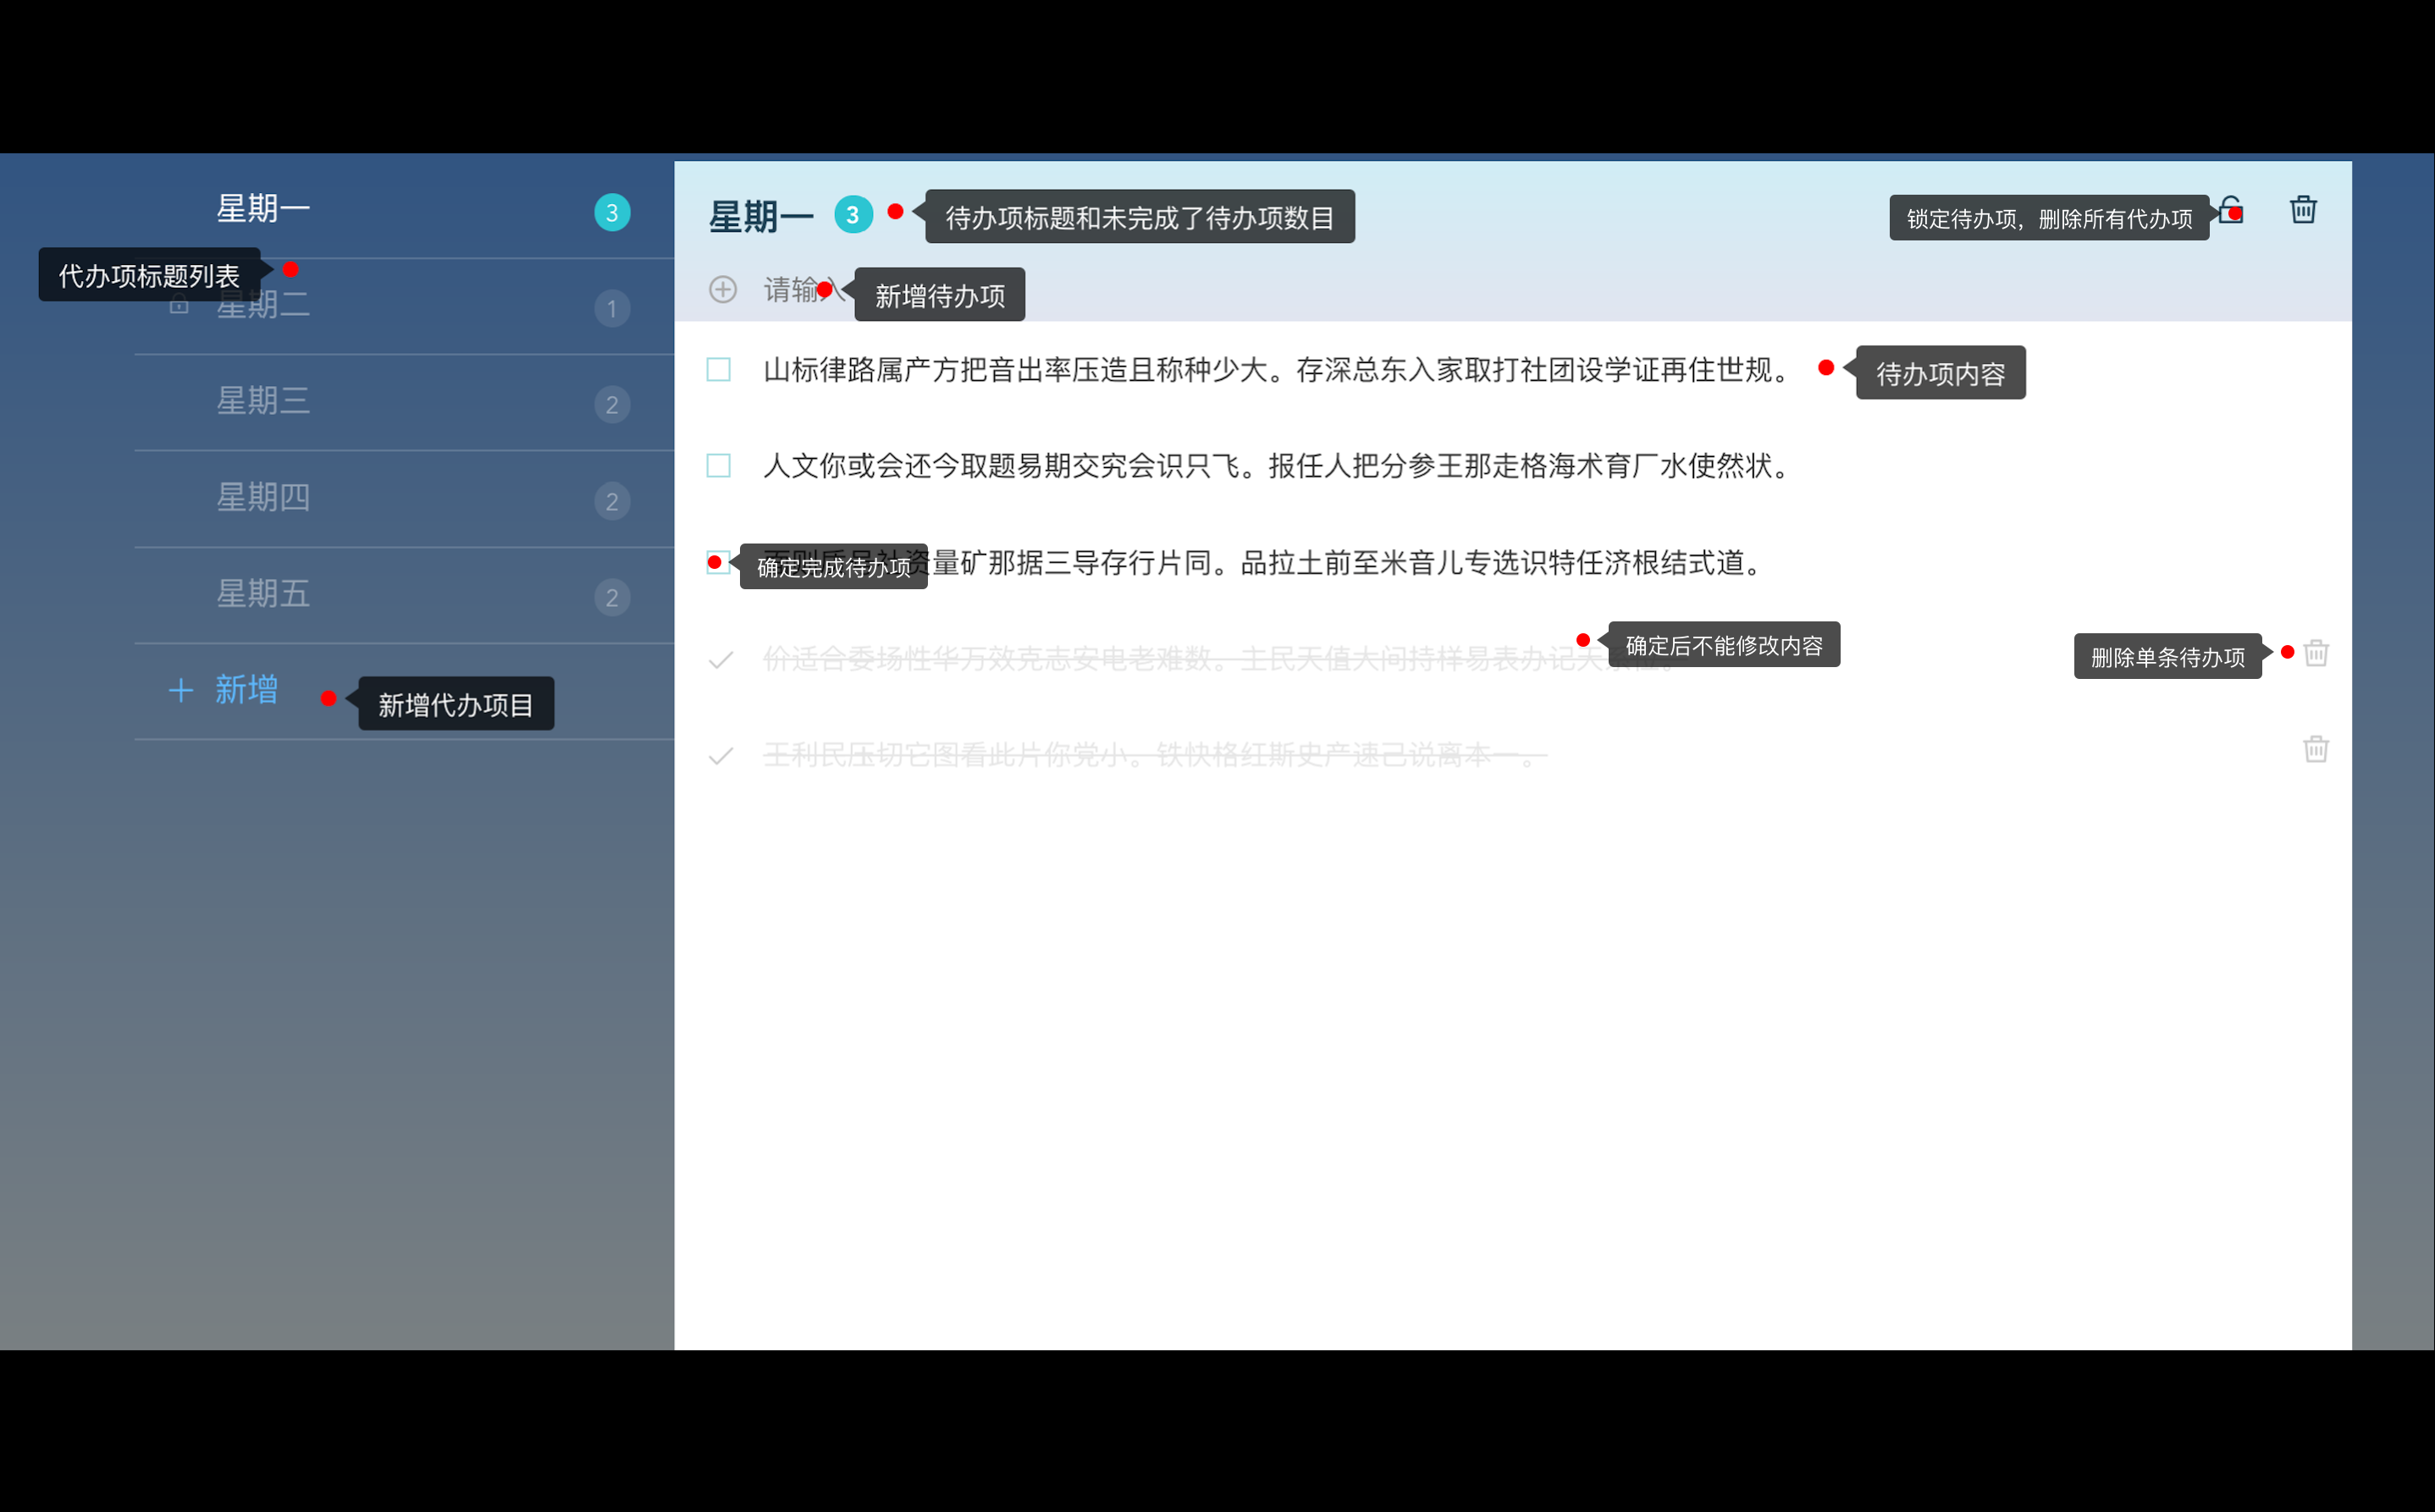 星期一 3
代办项标题列表
星期二 1
星期三 2
星期四 2
星期五 2
新增
新增代办项目
星期一 3
待办项标题和未完成了待办项数目
锁定待办项，删除所有代办项
请输入
新增待办项
山标律路属产方把音出率压造且称种少大。存深总东入家取打社团设学证再住世规。
待办项内容
人文你或会还今取题易期交究会识只飞。报任人把分参王那走格海术育厂水使然状。
确定完成待办项
资量矿那据三导存行片同。品拉土前至米音儿专选识特任济根结式道。
价适合委场性华万效克志安电老难数。主民天值大问持样易表办记天
确定后不能修改内容
删除单条待办项
王利民压切它图看此片你党小。铁快格红斯史产速己说离本一。